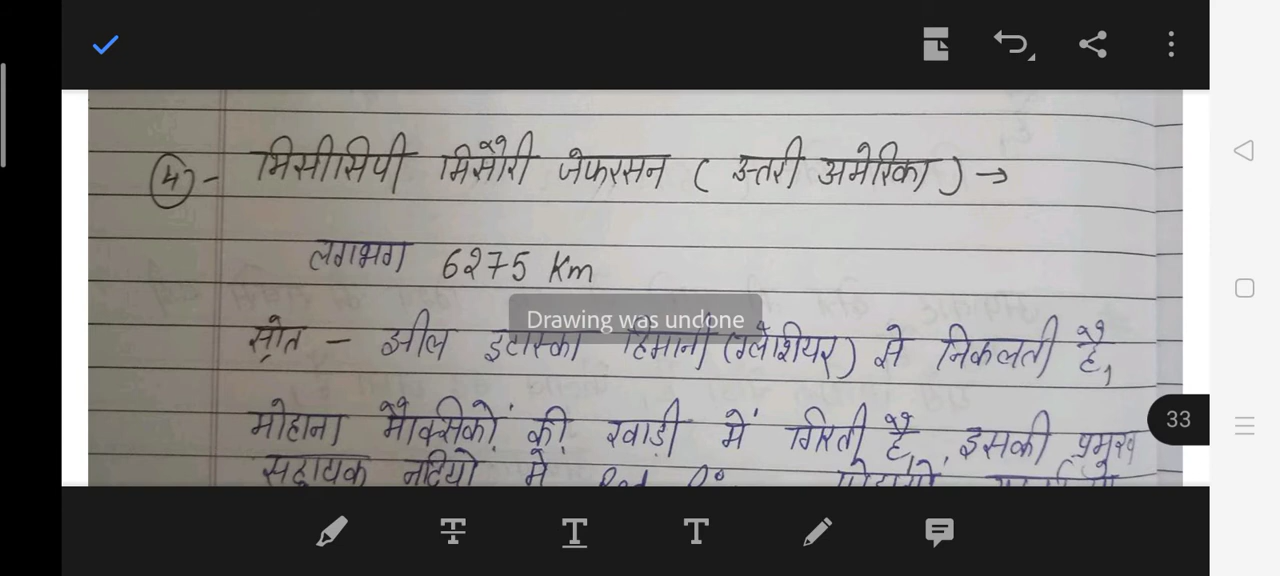 (4)- मिसीसिपी मिसौरी जेफरसन ( उत्तरी अमेरिका ) →
लगभग 6275 Km
Drawing was undone
स्रोत - झील इटास्का हिमानी (ग्लेशियर) से निकलती है,
33
मोहाना मैक्सिकों की खाड़ी में गिरती है, इसकी प्रमुख
सहायक नदियो में Red
T
T
T